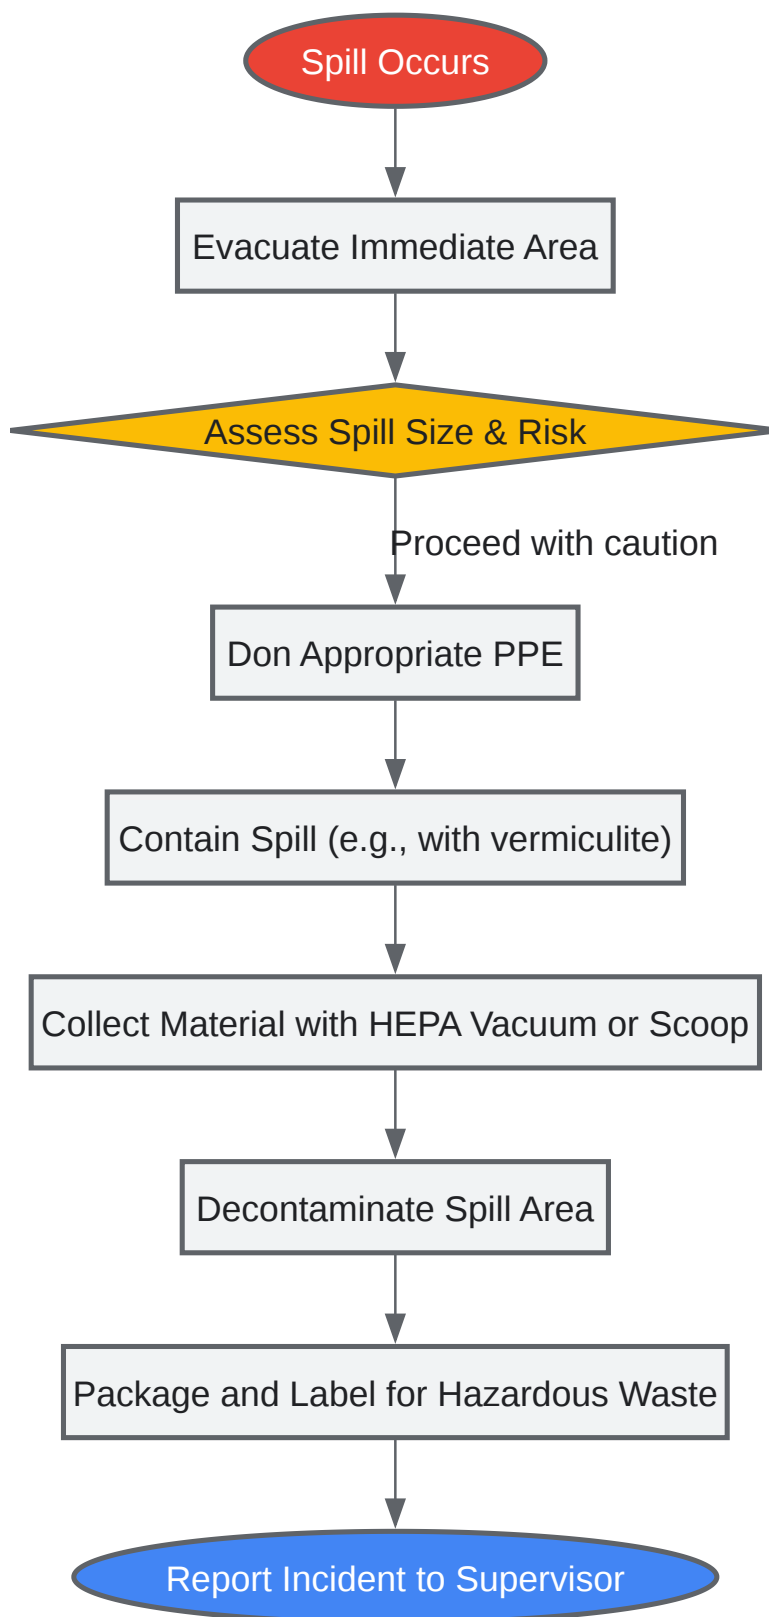 Spill Occurs
Evacuate Immediate Area
Assess Spill Size & Risk
Proceed with caution
Don Appropriate PPE
Contain Spill (e.g., with vermiculite)
Collect Material with HEPA Vacuum or Scoop
Decontaminate Spill Area
Package and Label for Hazardous Waste
Report Incident to Supervisor